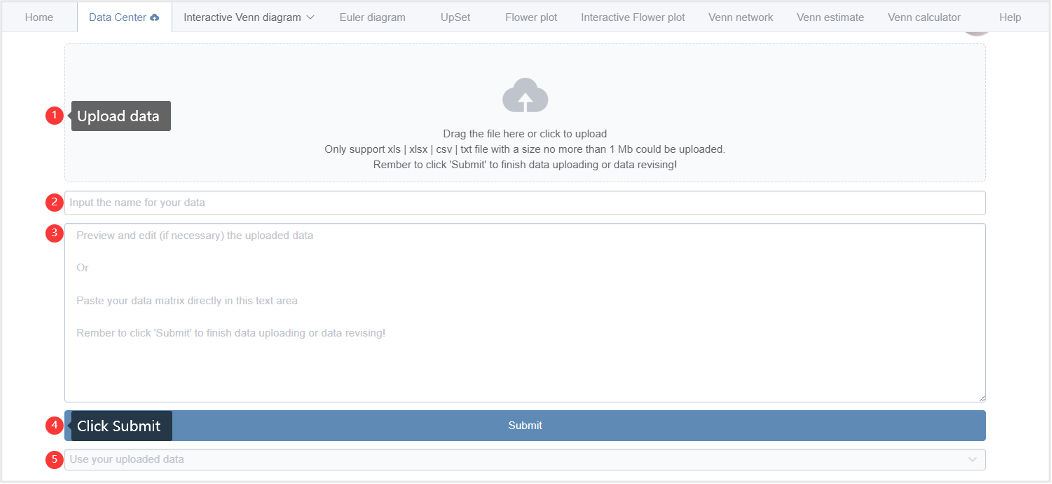 Home Data Center Interactive Venn diagram Euler diagram UpSet Flower plot Interactive Flower plot Venn network Venn estimate Venn calculator Help
1 Upload data
Drag the file here or click to upload
Only support xls | xlsx | csv | txt file with a size no more than 1 Mb could be uploaded.
Rember to click 'Submit' to finish data uploading or data revising!
2 Input the name for your data
3 Preview and edit (if necessary) the uploaded data
Or
Paste your data matrix directly in this text area
Rember to click 'Submit' to finish data uploading or data revising!
4 Click Submit Submit
5 Use your uploaded data